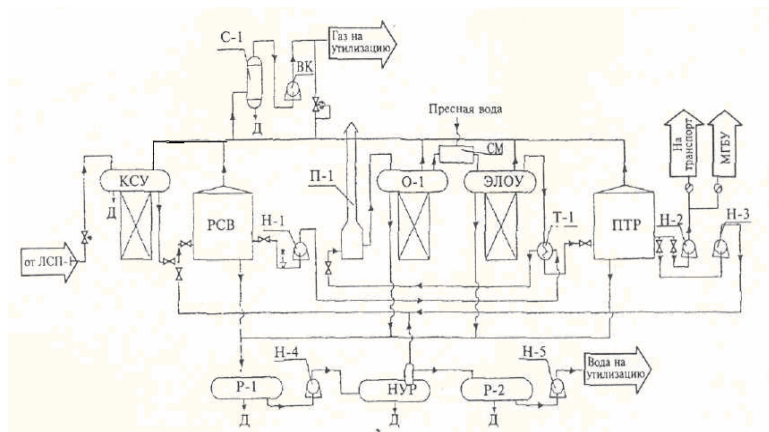 С-1
Газ на
утилизацию
ВК
Д
Пресная вода
СМ
На
транспорт
МГБУ
КСУ
П-1
О-1
ЭЛОУ
Д
РСВ
Н-1
Т-1
ПТР
Н-2
Н-3
от ЛСП-1
Н-4
Н-5
Вода на
утилизацию
Р-1
НУР
Р-2
Д
Д
Д